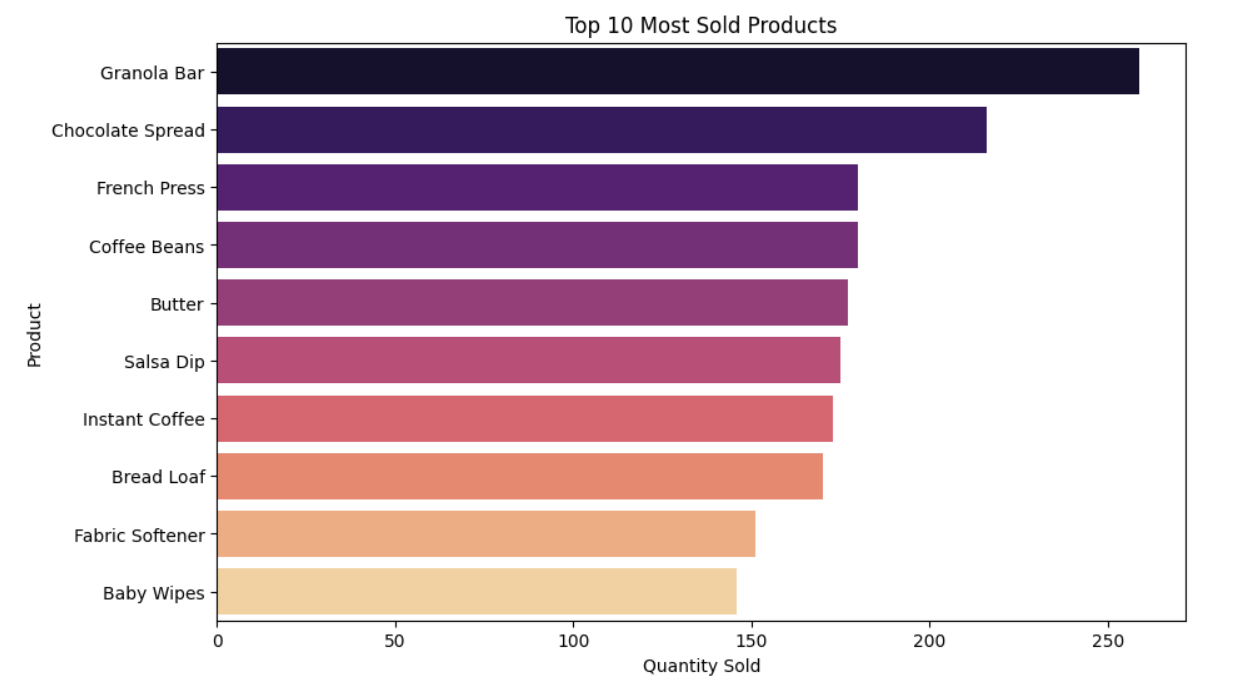 Top 10 Most Sold Products
Granola Bar
Chocolate Spread
French Press
Coffee Beans
Butter
Product
Salsa Dip
Instant Coffee
Bread Loaf
Fabric Softener
Baby Wipes
0 50 100 150 200 250
Quantity Sold